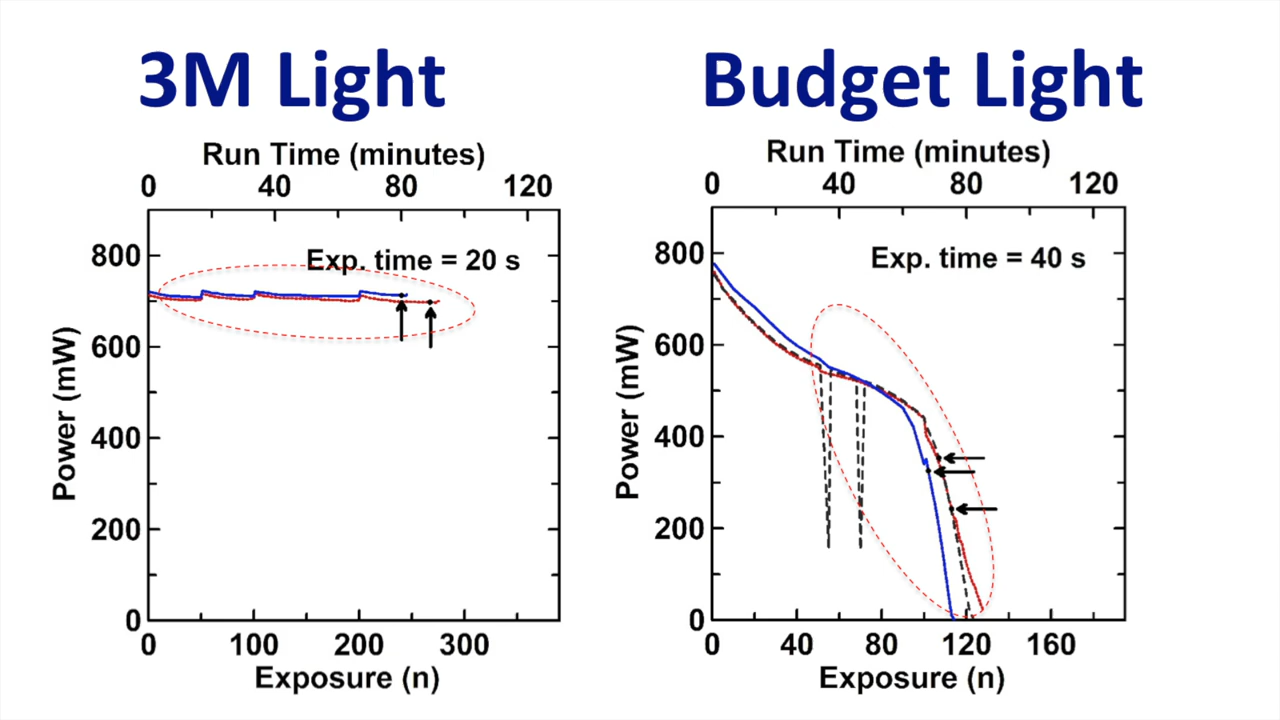 3M Light
Run Time (minutes)
0 40 80 120
Exp. time = 20 s
800
600
400
200
0
Power (mW)
0 100 200 300
Exposure (n)
Budget Light
Run Time (minutes)
0 40 80 120
Exp. time = 40 s
800
600
400
200
0
Power (mW)
0 40 80 120 160
Exposure (n)